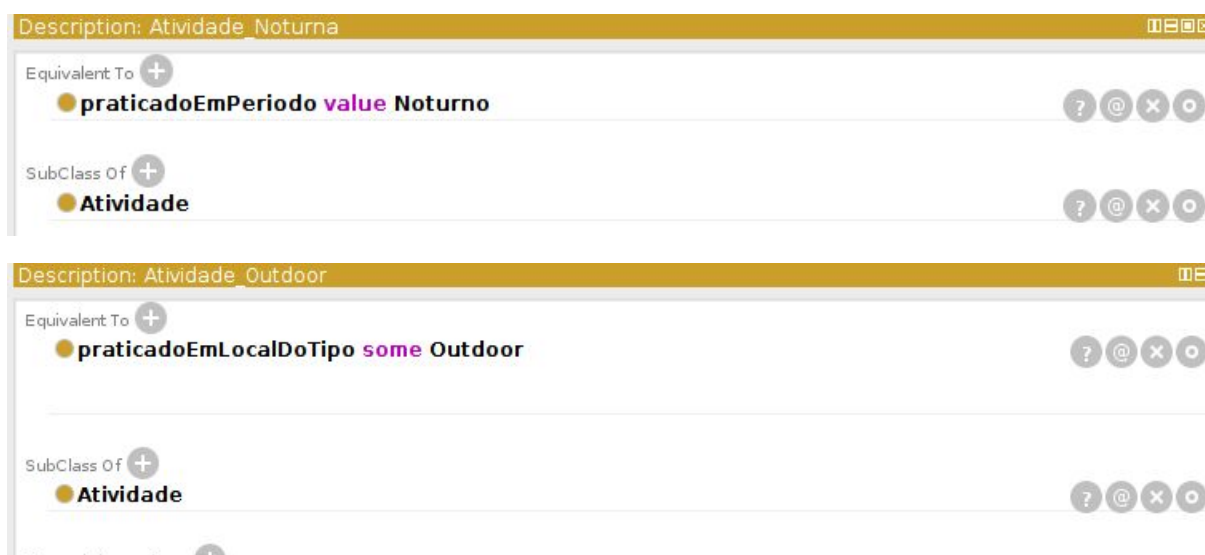 Description: Atividade_Noturna
Equivalent To
praticadoEmPeriodo value Noturno
SubClass Of
Atividade
Description: Atividade_Outdoor
Equivalent To
praticadoEmLocalDoTipo some Outdoor
SubClass Of
Atividade